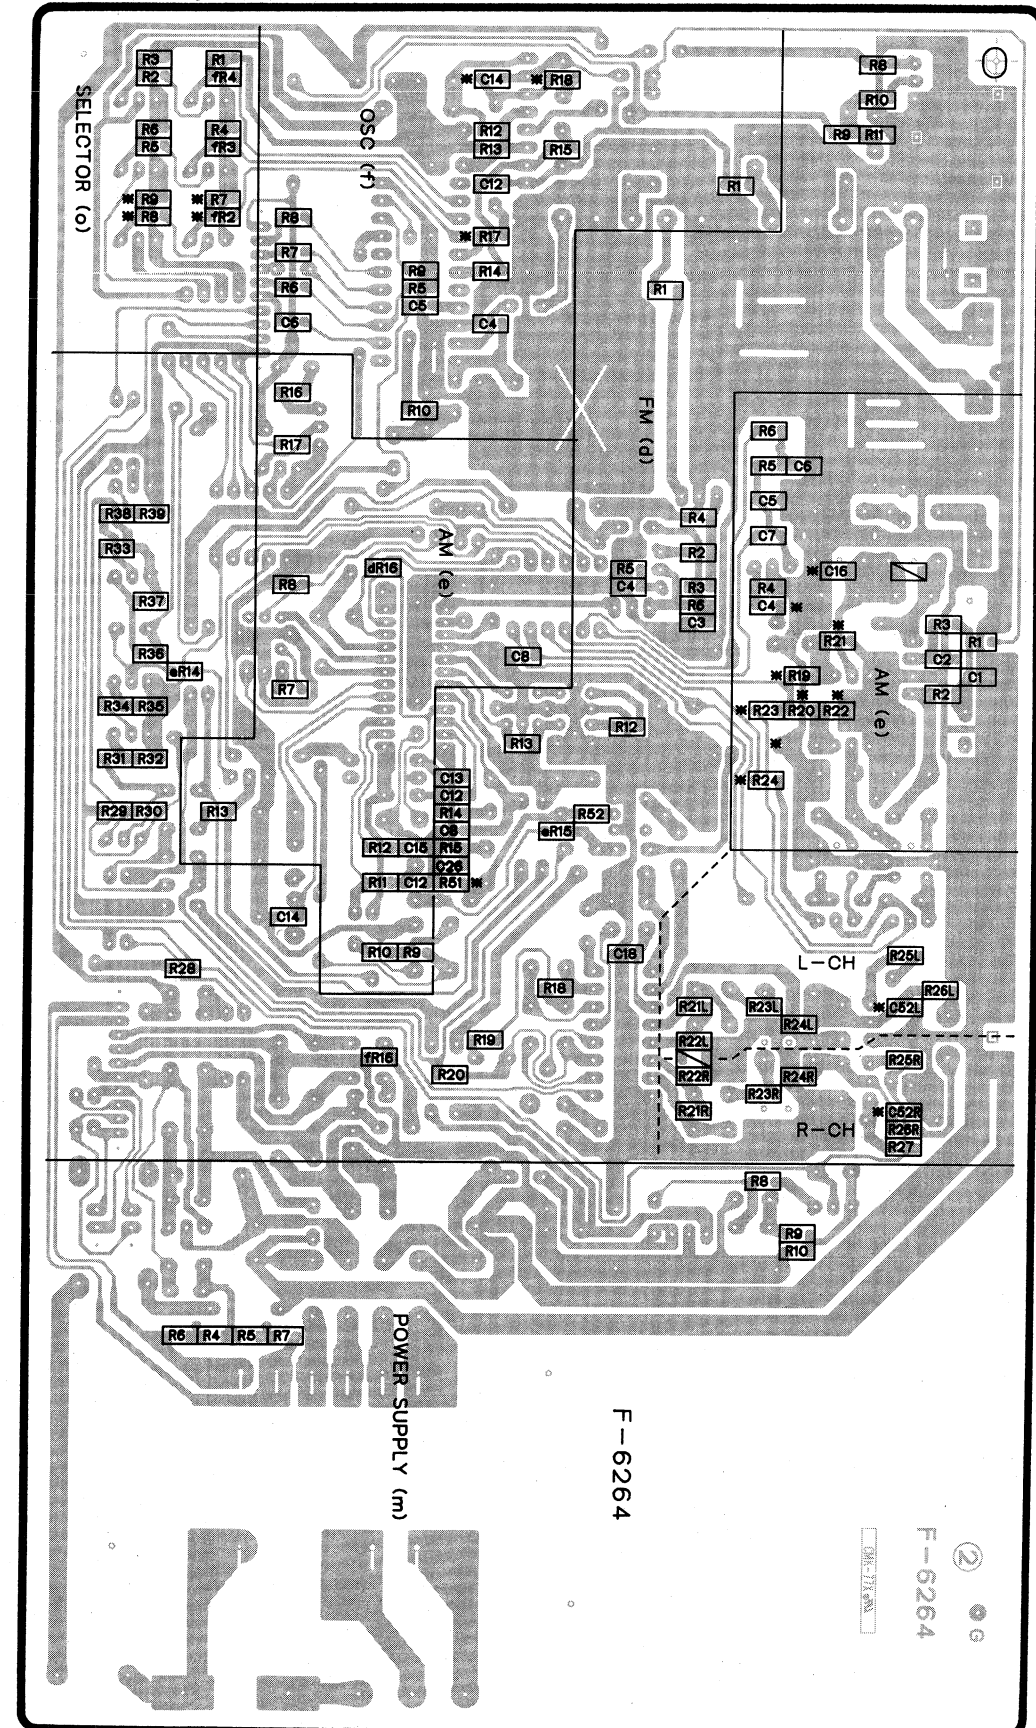 R3 R1
R2 fR4
R6 R4
R5 fR3
※ R9 ※ R7
※ R8 ※ fR2
SELECTOR (o)
OSC (f)
※ C14 ※ R18
R12
R13 R15
C12
※ R17
R14
C4
R8
R7
R6
C6
R9
R5
C5
R10
R8
R10
R9 R11
R1
R1
FM (d)
R16
R17
R6
R5 C6
C5
C7
※ C16
R4
C4 ※
※
R21
※ R19
※ ※
※ R23 R20 R22
※
※ R24
R3
R1
C2
C1
R2
AM (e)
R38 R39
R33
R37
R36
eR14
R34 R35
R31 R32
R29 R30
R13
R8
dR16
AM (e)
R7
C8
R5
C4
R4
R2
R3
R6
C3
R12
R13
C13
C12
R14
C8
R12 C15 R15
C26
R11 C12 R51 ※
R52
eR15
C14
R10 R9
R28
C18
R18
R19
R20
fR16
L-CH
R25L
R26L
※ C52L
R21L R23L
R24L
R22L
R22R
R24R
R25R
R23R
R21R
※ C52R
R26R
R27
R-CH
R8
R9
R10
R6 R4 R5 R7
POWER SUPPLY (m)
F-6264
F-6264
2
G